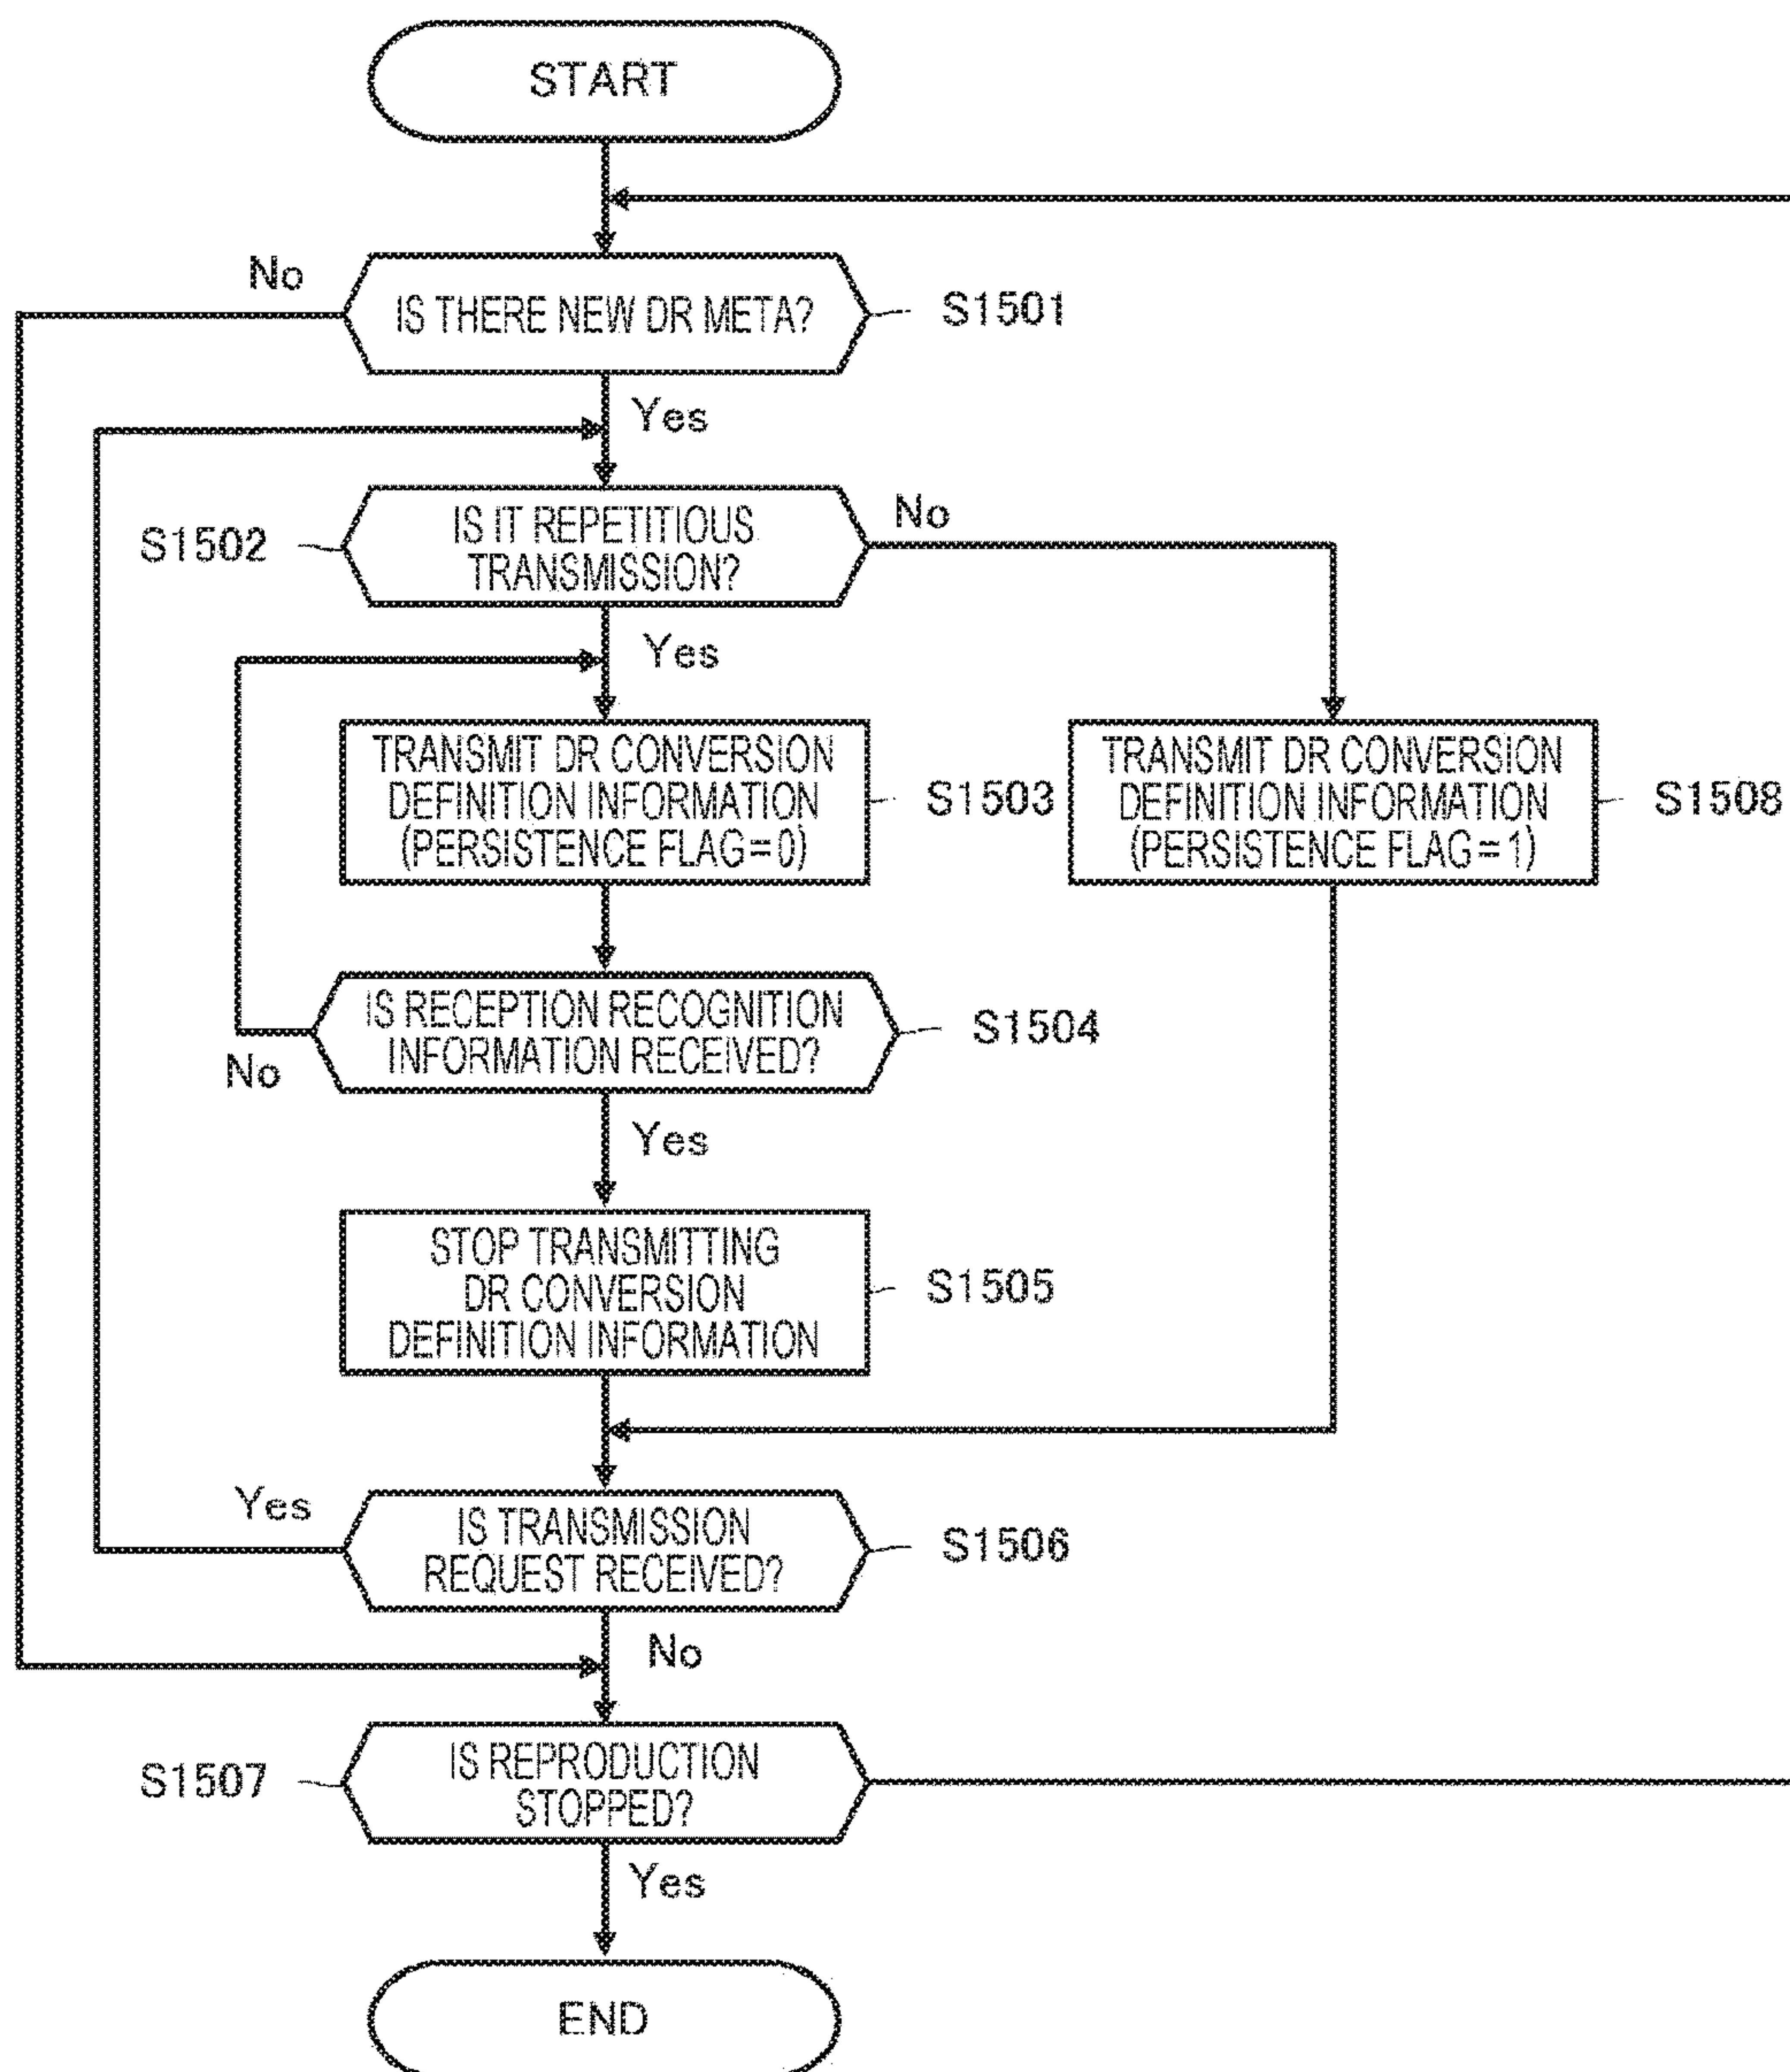 START
No
IS THERE NEW DR META?
S1501
Yes
S1502
IS IT REPETITIOUS
TRANSMISSION?
No
Yes
TRANSMIT DR CONVERSION
DEFINITION INFORMATION
(PERSISTENCE FLAG=0)
S1503
TRANSMIT DR CONVERSION
DEFINITION INFORMATION
(PERSISTENCE FLAG=1)
S1508
IS RECEPTION RECOGNITION
INFORMATION RECEIVED?
S1504
No
Yes
STOP TRANSMITTING
DR CONVERSION
DEFINITION INFORMATION
S1505
Yes
IS TRANSMISSION
REQUEST RECEIVED?
S1506
No
S1507
IS REPRODUCTION
STOPPED?
Yes
END